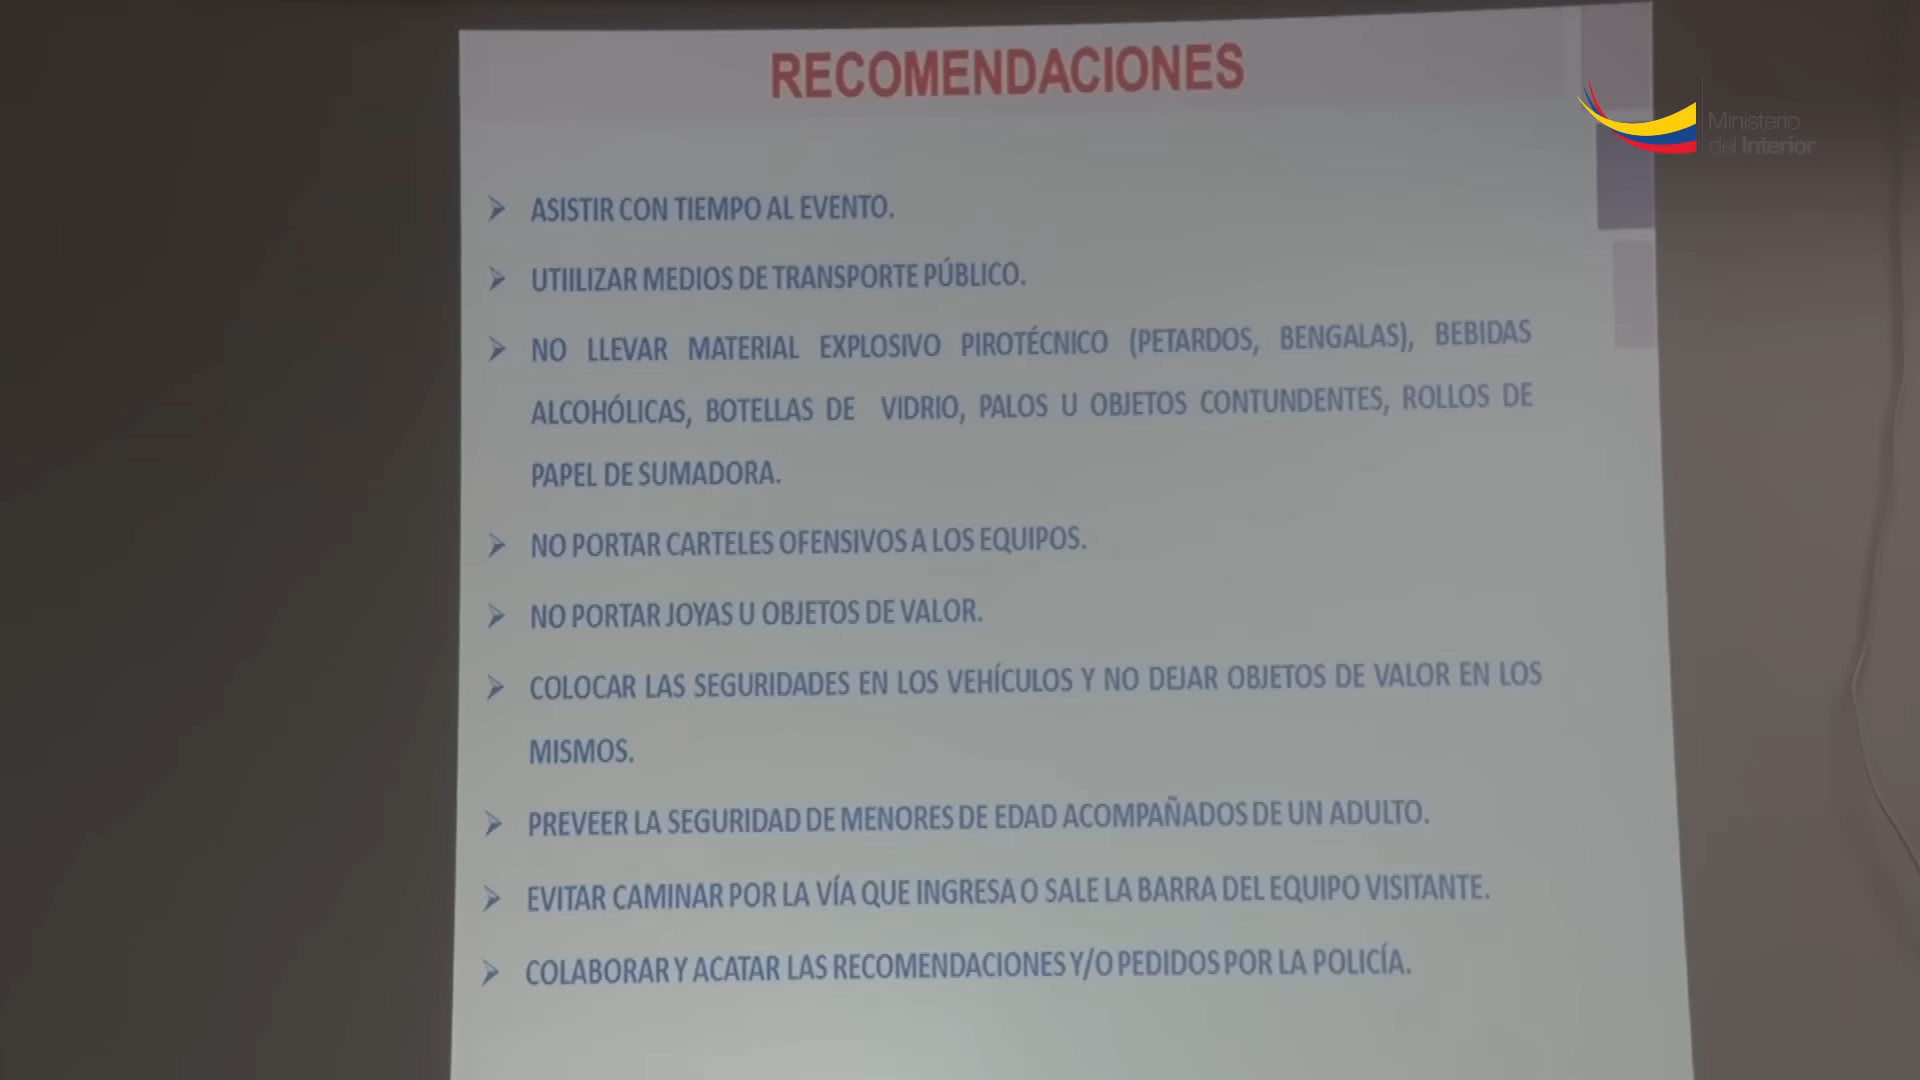 RECOMENDACIONES
Ministerio
del Interior
ASISTIR CON TIEMPO AL EVENTO.
UTIILIZAR MEDIOS DE TRANSPORTE PÚBLICO.
NO LLEVAR MATERIAL EXPLOSIVO PIROTÉCNICO (PETARDOS, BENGALAS), BEBIDAS
ALCOHÓLICAS, BOTELLAS DE VIDRIO, PALOS U OBJETOS CONTUNDENTES, ROLLOS DE
PAPEL DE SUMADORA.
NO PORTAR CARTELES OFENSIVOS A LOS EQUIPOS.
NO PORTAR JOYAS U OBJETOS DE VALOR.
COLOCAR LAS SEGURIDADES EN LOS VEHÍCULOS Y NO DEJAR OBJETOS DE VALOR EN LOS
MISMOS.
PREVEER LA SEGURIDAD DE MENORES DE EDAD ACOMPAÑADOS DE UN ADULTO.
EVITAR CAMINAR POR LA VÍA QUE INGRESA O SALE LA BARRA DEL EQUIPO VISITANTE.
COLABORAR Y ACATAR LAS RECOMENDACIONES Y/O PEDIDOS POR LA POLICÍA.